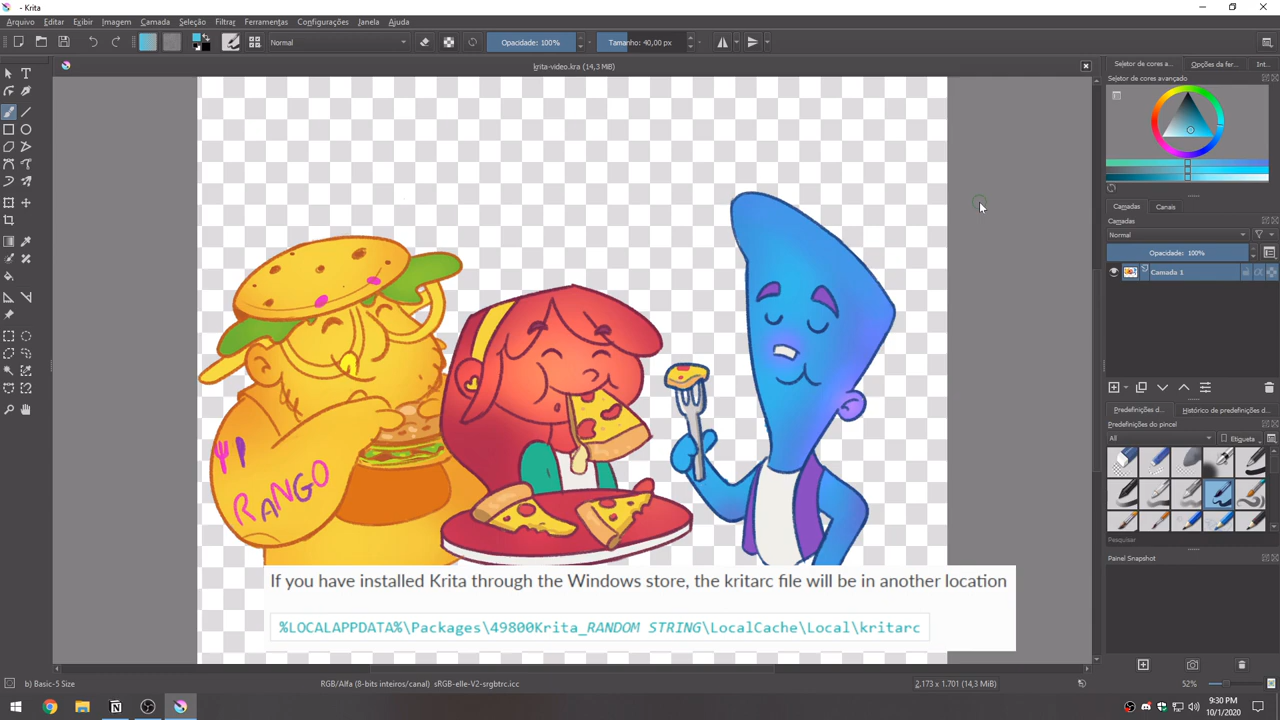 - Krita
Arquivo Editar Exibir Imagem Camada Seleção Filtrar Ferramentas Configurações Janela Ajuda
Normal Opacidade: 100% Tamanho: 40,00 px
krita-video.kra (14,3 MiB)
Seletor de cores a... Opções da fer... Int...
Seletor de cores avançado
Camadas Canais
Camadas
Normal
Opacidade: 100%
Camada 1
YI
RANGO
Predefinições d... Histórico de predefinições d...
Predefinições do pincel
All Etiqueta
Pesquisar
Painel Snapshot
If you have installed Krita through the Windows store, the kritarc file will be in another location
%LOCALAPPDATA%\Packages\49800Krita_RANDOM STRING\LocalCache\Local\kritarc
b) Basic-5 Size RGB/Alfa (8-bits inteiros/canal) sRGB-elle-V2-srgbtrc.icc 2.173 x 1.701 (14,3 MiB) 52%
9:30 PM
10/1/2020